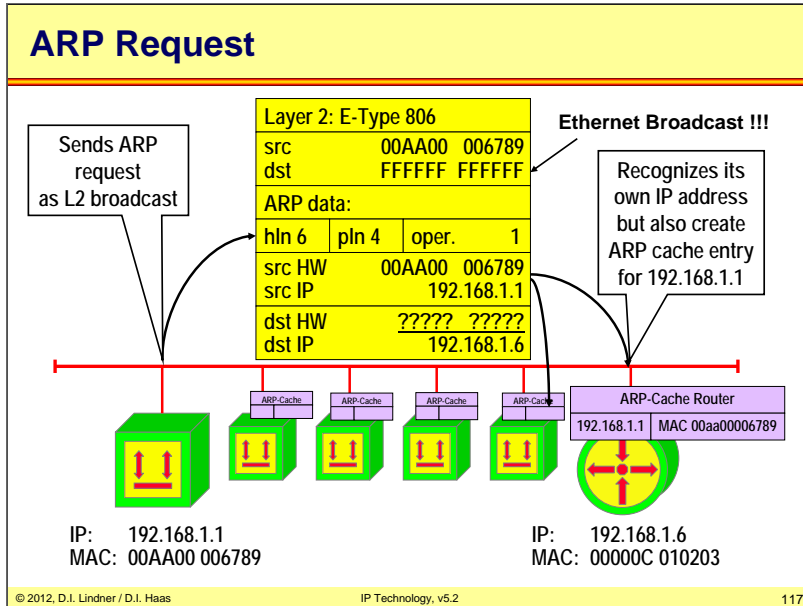 ARP Request
Layer 2: E-Type 806
src 00AA00 006789
dst FFFFFF FFFFFF
ARP data:
hln 6 pln 4 oper. 1
src HW 00AA00 006789
src IP 192.168.1.1
dst HW ????? ?????
dst IP 192.168.1.6
Ethernet Broadcast !!!
Sends ARP
request
as L2 broadcast
Recognizes its
own IP address
but also create
ARP cache entry
for 192.168.1.1
ARP-Cache
ARP-Cache
ARP-Cache
ARP-Cache
ARP-Cache Router
192.168.1.1 MAC 00aa00006789
IP: 192.168.1.1
MAC: 00AA00 006789
IP: 192.168.1.6
MAC: 00000C 010203
© 2012, D.I. Lindner / D.I. Haas
IP Technology, v5.2
117